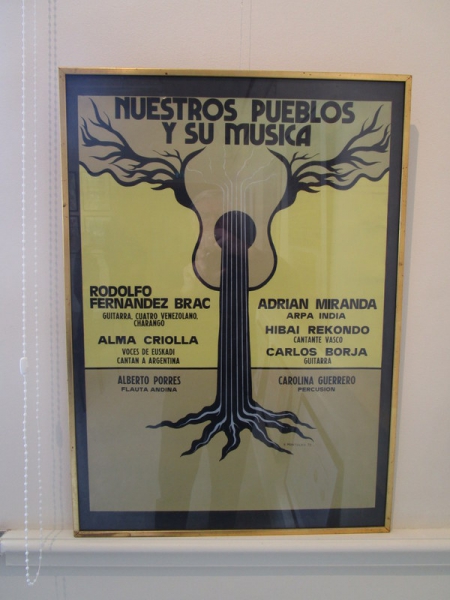 NUESTROS PUEBLOS
Y SU MUSICA
RODOLFO
FERNANDEZ BRAC
GUITARRA, CUATRO VENEZOLANO,
CHARANGO
ALMA CRIOLLA
VOCES DE EUSKADI
CANTAN A ARGENTINA
ALBERTO PORRES
FLAUTA ANDINA
ADRIAN MIRANDA
ARPA INDIA
HIBAI REKONDO
CANTANTE VASCO
CARLOS BORJA
GUITARRA
CAROLINA GUERRERO
PERCUSION